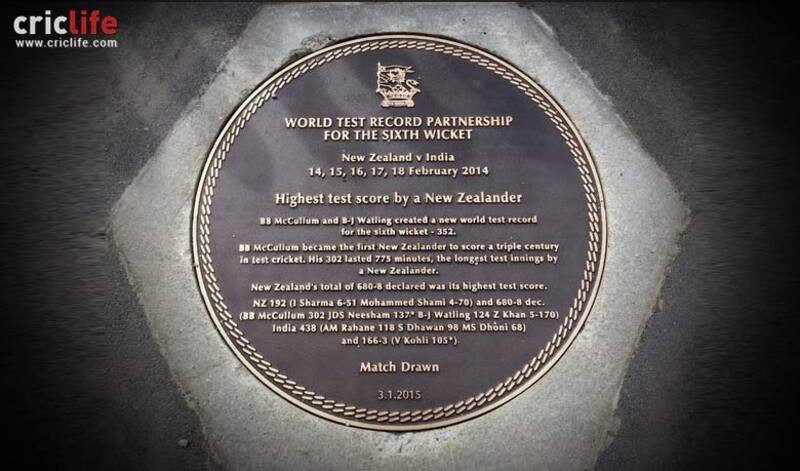 criclife
www.criclife.com
WORLD TEST RECORD PARTNERSHIP
FOR THE SIXTH WICKET
New Zealand v India
14, 15, 16, 17, 18 February 2014
Highest test score by a New Zealander
BB McCullum and B-J Watling created a new world test record
for the sixth wicket - 352.
BB McCullum became the first New Zealander to score a triple century
in test cricket. His 302 lasted 775 minutes, the longest test innings by
a New Zealander.
New Zealand's total of 680-8 declared was its highest test score.
NZ 192 (I Sharma 6-51 Mohammed Shami 4-70) and 680-8 dec.
(BB McCullum 302 JDS Neesham 137* B-J Watling 124 Z Khan 5-170)
India 438 (AM Rahane 118 S Dhawan 98 MS Dhoni 68)
and 166-3 (V Kohli 105*)
Match Drawn
3.1.2015